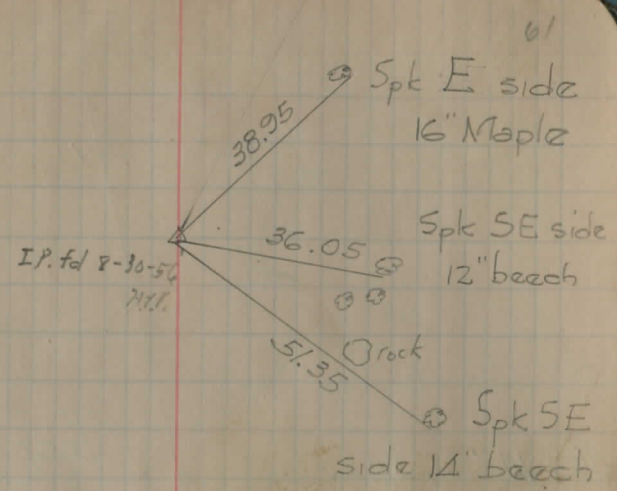 61
Spk E side
16" Maple
38.95
Spk SE side
12" beech
36.05
I.P. fd 8-30-56
rock
51.35
Spk SE
side 14" beech